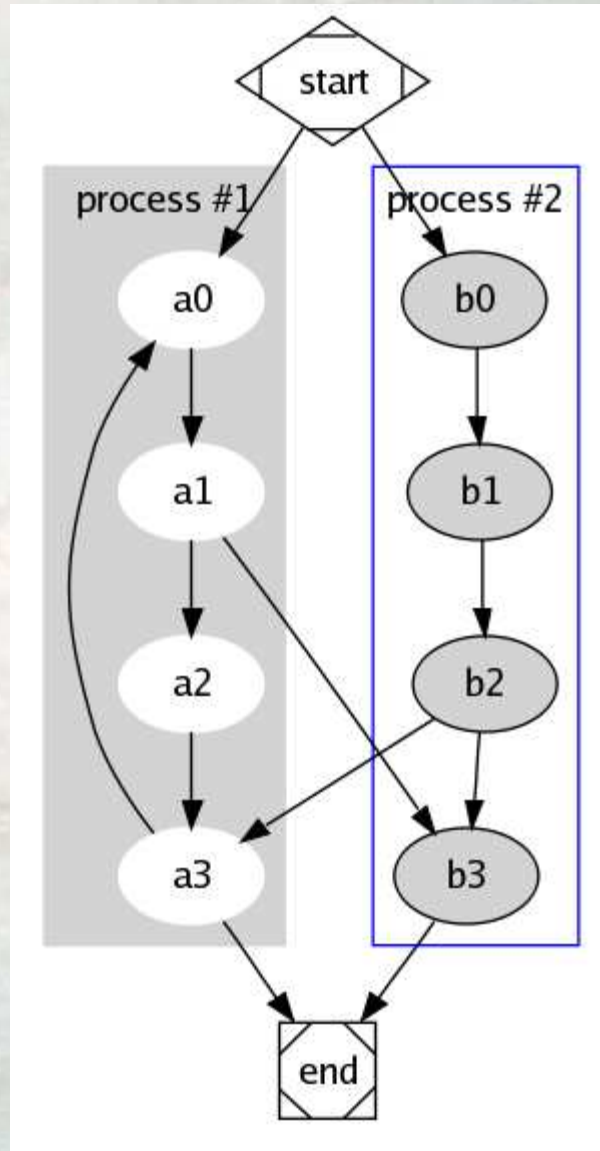 start
process #1
process #2
a0
b0
a1
b1
a2
b2
a3
b3
end